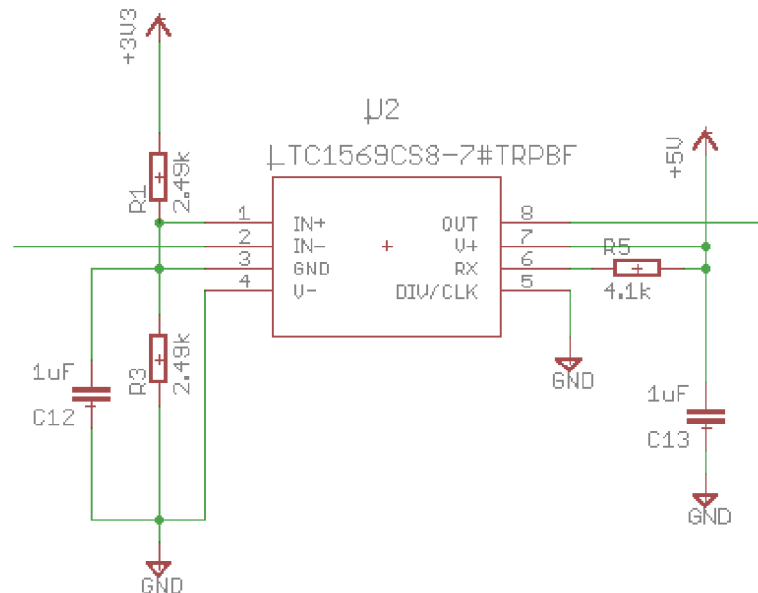 +3V3
U2
LTC1569CS8-7#TRPBF
+5V
R1
2.49k
1
IN+
OUT
8
2
IN-
V+
7
3
GND
RX
6
R5
4.1k
4
V-
DIV/CLK
5
R3
2.49k
GND
1uF
C12
1uF
C13
GND
GND